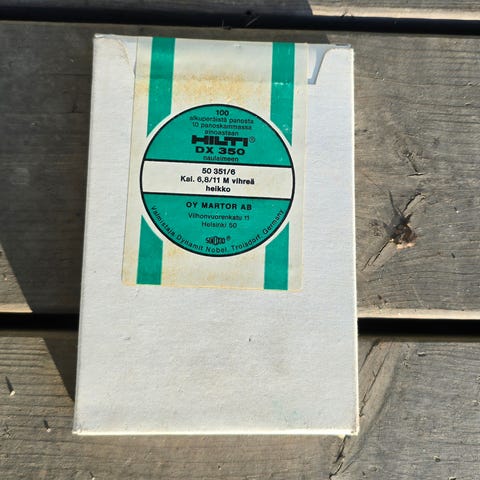 100
alkuperäistä panosta
10 panoskammassa
ainoastaan
HILTI®
DX 350
naulaimeen
50 351/6
Kal. 6,8/11 M vihreä
heikko
OY MARTOR AB
Vilhonvuorenkatu 11
Helsinki 50
®
Valmistaja Dynamit Nobel, Troisdorf, Germany